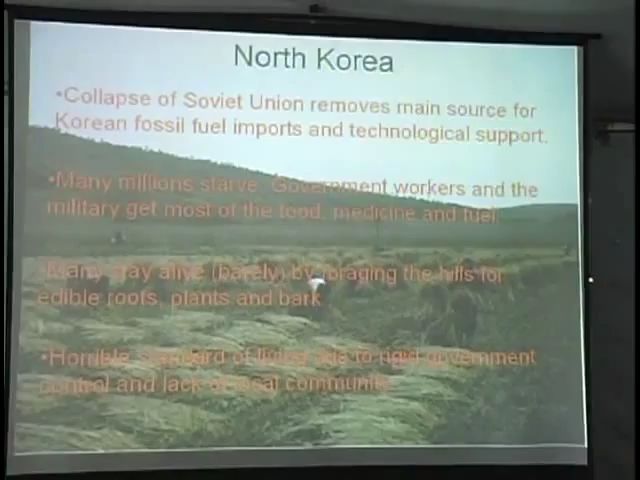 North Korea
•Collapse of Soviet Union removes main source for
Korean fossil fuel imports and technological support.
•Many millions starve. Government workers and the
military get most of the food, medicine and fuel.
•Many stay alive (barely) by foraging the hills for
edible roots, plants and bark
•Horrible standard of living due to rigid government
control and lack of local community.